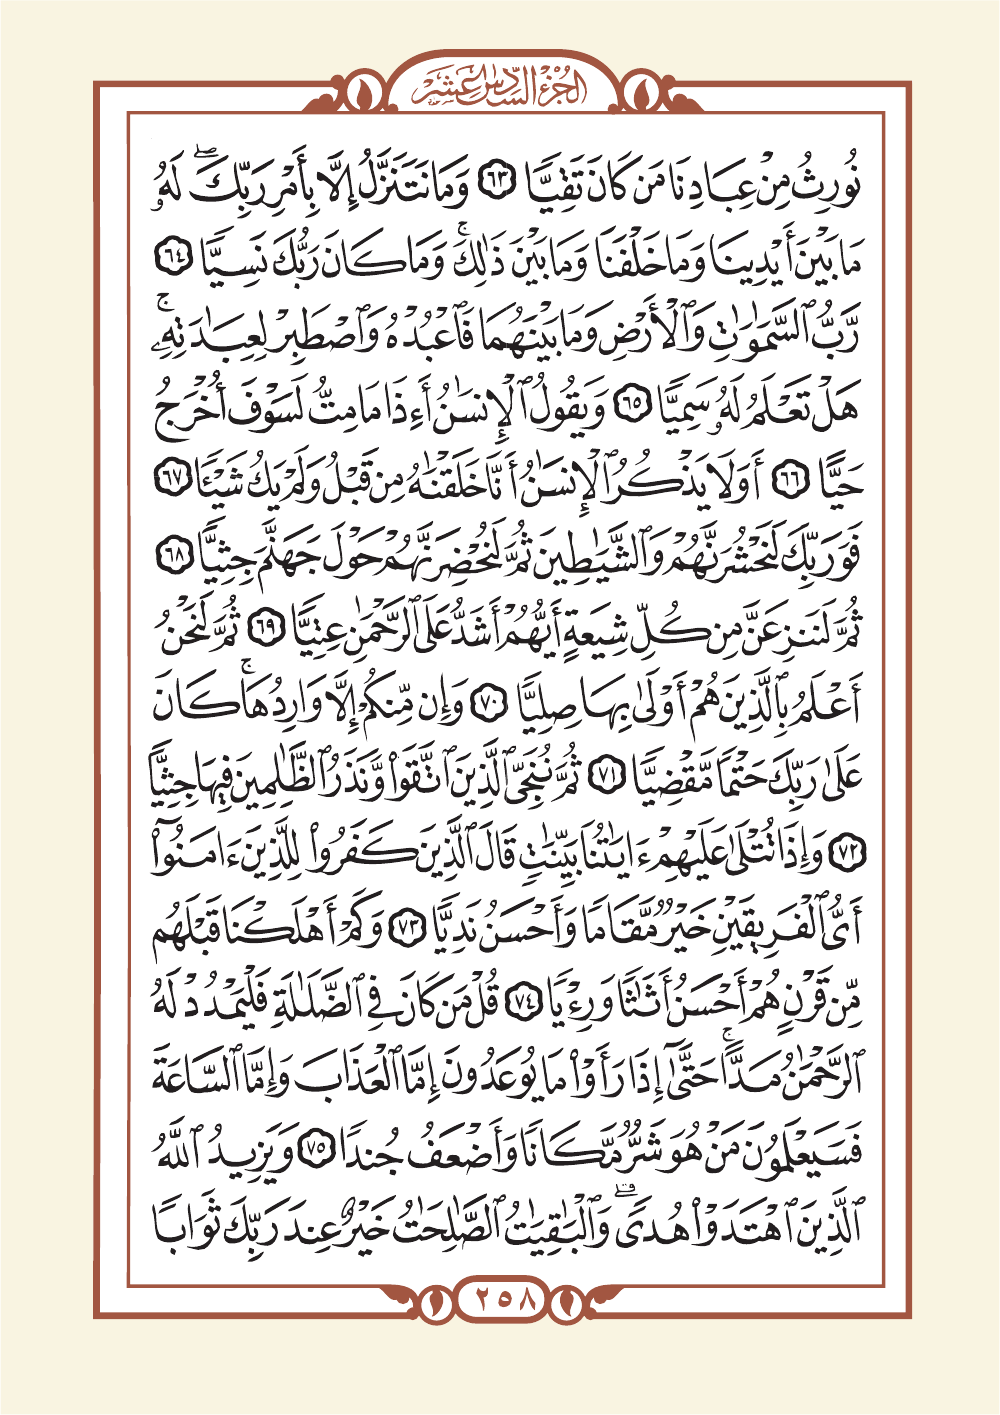 الجزء السادس عشر
نُورِثُ مِنْ عِبَادِنَا مَن كَانَ تَقِيًّا ٦٣ وَمَا نَتَنَزَّلُ إِلَّا بِأَمْرِ رَبِّكَۖ لَهُۥ
مَا بَيْنَ أَيْدِينَا وَمَا خَلْفَنَا وَمَا بَيْنَ ذَٰلِكَۚ وَمَا كَانَ رَبُّكَ نَسِيًّا ٦٤
رَّبُّ ٱلسَّمَٰوَٰتِ وَٱلْأَرْضِ وَمَا بَيْنَهُمَا فَٱعْبُدْهُ وَٱصْطَبِرْ لِعِبَٰدَتِهِۦۚ
هَلْ تَعْلَمُ لَهُۥ سَمِيًّا ٦٥ وَيَقُولُ ٱلْإِنسَٰنُ أَءِذَا مَا مِتُّ لَسَوْفَ أُخْرَجُ
حَيًّا ٦٦ أَوَلَا يَذْكُرُ ٱلْإِنسَٰنُ أَنَّا خَلَقْنَٰهُ مِن قَبْلُ وَلَمْ يَكُ شَيْـًٔا ٦٧
فَوَرَبِّكَ لَنَحْشُرَنَّهُمْ وَٱلشَّيَٰطِينَ ثُمَّ لَنُحْضِرَنَّهُمْ حَوْلَ جَهَنَّمَ جِثِيًّا ٦٨
ثُمَّ لَنَنزِعَنَّ مِن كُلِّ شِيعَةٍ أَيُّهُمْ أَشَدُّ عَلَى ٱلرَّحْمَٰنِ عِتِيًّا ٦٩ ثُمَّ لَنَحْنُ
أَعْلَمُ بِٱلَّذِينَ هُمْ أَوْلَىٰ بِهَا صِلِيًّا ٧٠ وَإِن مِّنكُمْ إِلَّا وَارِدُهَاۚ كَانَ
عَلَىٰ رَبِّكَ حَتْمًا مَّقْضِيًّا ٧١ ثُمَّ نُنَجِّى ٱلَّذِينَ ٱتَّقَوا۟ وَّنَذَرُ ٱلظَّٰلِمِينَ فِيهَا جِثِيًّا
٧٢ وَإِذَا تُتْلَىٰ عَلَيْهِمْ ءَايَٰتُنَا بَيِّنَٰتٍ قَالَ ٱلَّذِينَ كَفَرُوا۟ لِلَّذِينَ ءَامَنُوٓا۟
أَىُّ ٱلْفَرِيقَيْنِ خَيْرٌ مَّقَامًا وَأَحْسَنُ نَدِيًّا ٧٣ وَكَمْ أَهْلَكْنَا قَبْلَهُم
مِّن قَرْنٍ هُمْ أَحْسَنُ أَثَٰثًا وَرِءْيًا ٧٤ قُلْ مَن كَانَ فِى ٱلضَّلَٰلَةِ فَلْيَمْدُدْ لَهُ
ٱلرَّحْمَٰنُ مَدًّاۚ حَتَّىٰٓ إِذَا رَأَوْا۟ مَا يُوعَدُونَ إِمَّا ٱلْعَذَابَ وَإِمَّا ٱلسَّاعَةَ
فَسَيَعْلَمُونَ مَنْ هُوَ شَرٌّ مَّكَانًا وَأَضْعَفُ جُندًا ٧٥ وَيَزِيدُ ٱللَّهُ
ٱلَّذِينَ ٱهْتَدَوْا۟ هُدًىۗ وَٱلْبَٰقِيَٰتُ ٱلصَّٰلِحَٰتُ خَيْرٌ عِندَ رَبِّكَ ثَوَابًا
٢٥٨